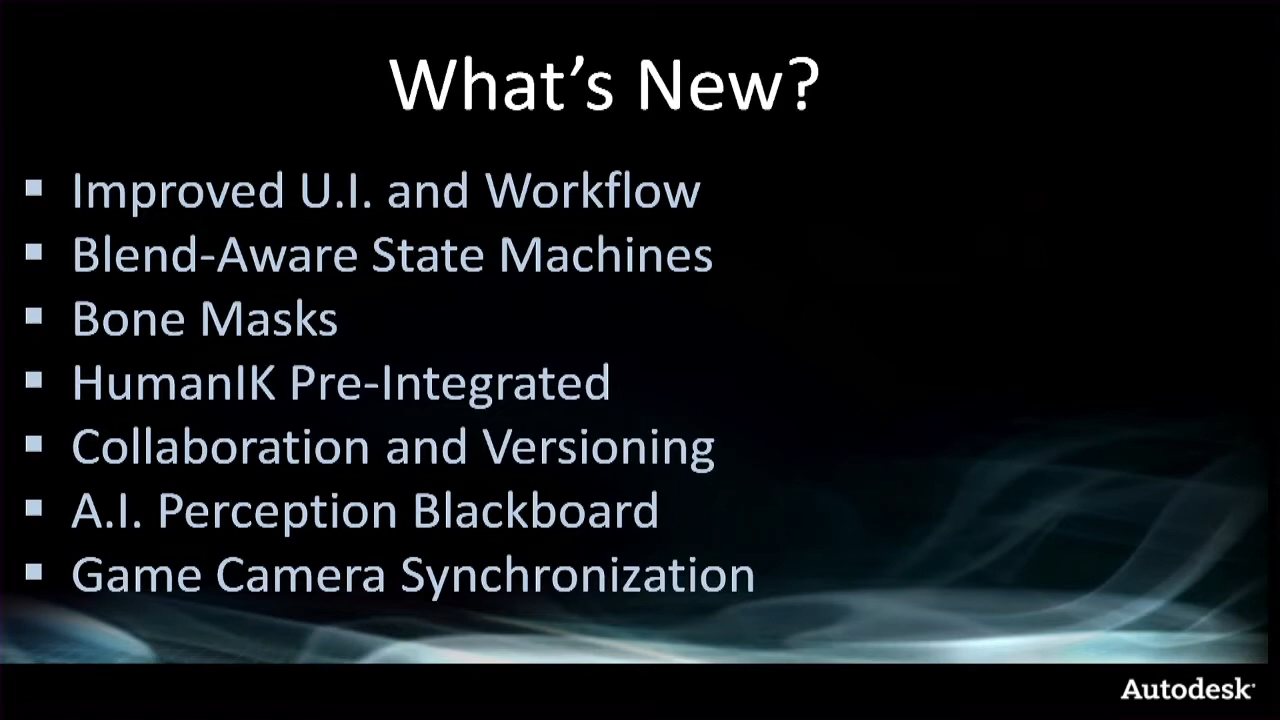 What's New?
▪ Improved U.I. and Workflow
▪ Blend-Aware State Machines
▪ Bone Masks
▪ HumanIK Pre-Integrated
▪ Collaboration and Versioning
▪ A.I. Perception Blackboard
▪ Game Camera Synchronization
Autodesk